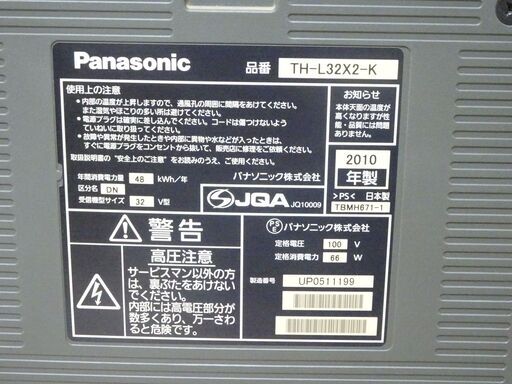 Panasonic
品番 TH-L32X2-K
使用上の注意
• 内部の温度が上昇しますので、通風孔の周囲に間隔をあけてください。
また湿気やほこりの多い所は避けてください。
• 電源プラグは確実に差し込んでください。コードは傷つけないよう
ていねいに取り扱ってください。
• 故障や異常が発生したときや内部に異物や水などが入ったときは、
すぐに電源プラグをコンセントから抜いて、販売店に修理をご依頼ください。
取扱説明書の"安全上のご注意"をお読みのうえ、ご使用ください。
お知らせ
本体天面の温度が
高くなりますが性
能・品質には問題
ありません。
2010
年製
年間消費電力量 48 kWh/年
区分名 DN
受信機型サイズ 32 V型
パナソニック株式会社
JQA JQ10009
>PS< 日本製
TBMH671-1
警告
高圧注意
サービスマン以外の方
は、裏ぶたをあけないで
でください。
内部には高電圧部分が
数多くあり、万一さわ
ると危険です。
PSE パナソニック株式会社
定格電圧 100 V
定格消費電力 66 W
製造番号 UP0511199